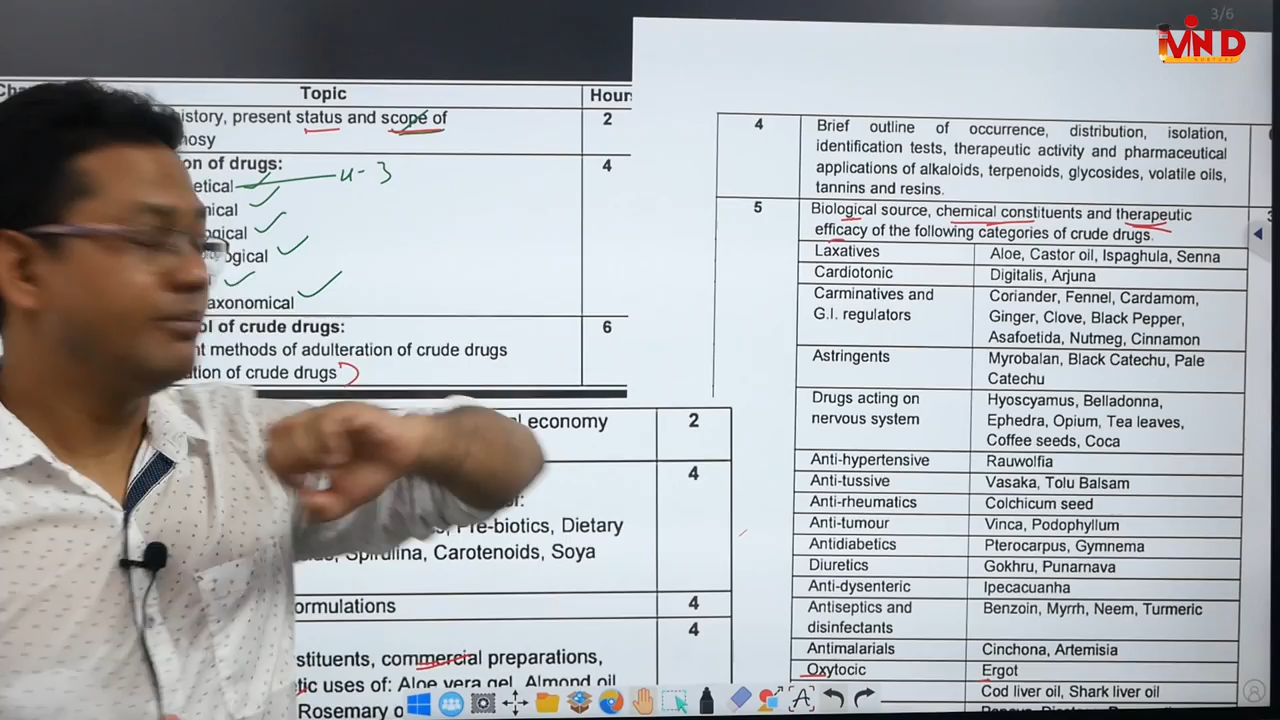 3/6
MIND
Topic
Hour
istory, present status and scope of
nosy
on of drugs:
4
2
etical
u-3
nical
ogical
ogical
axonomical
ol of crude drugs:
6
nt methods of adulteration of crude drugs
ation of crude drugs
economy
2
4
Pre-biotics, Dietary
Spirulina, Carotenoids, Soya
ormulations
4
4
stituents, commercial preparations,
tic uses of: Aloe vera gel, Almond oil
Rosemary o
4 Brief outline of occurrence, distribution, isolation,
identification tests, therapeutic activity and pharmaceutical
applications of alkaloids, terpenoids, glycosides, volatile oils,
tannins and resins.
5 Biological source, chemical constituents and therapeutic
efficacy of the following categories of crude drugs.
Laxatives Aloe, Castor oil, Ispaghula, Senna
Cardiotonic Digitalis, Arjuna
Carminatives and Coriander, Fennel, Cardamom,
G.I. regulators Ginger, Clove, Black Pepper,
Asafoetida, Nutmeg, Cinnamon
Astringents Myrobalan, Black Catechu, Pale
Catechu
Drugs acting on Hyoscyamus, Belladonna,
nervous system Ephedra, Opium, Tea leaves,
Coffee seeds, Coca
Anti-hypertensive Rauwolfia
Anti-tussive Vasaka, Tolu Balsam
Anti-rheumatics Colchicum seed
Anti-tumour Vinca, Podophyllum
Antidiabetics Pterocarpus, Gymnema
Diuretics Gokhru, Punarnava
Anti-dysenteric Ipecacuanha
Antiseptics and Benzoin, Myrrh, Neem, Turmeric
disinfectants
Antimalarials Cinchona, Artemisia
Oxytocic Ergot
Cod liver oil, Shark liver oil